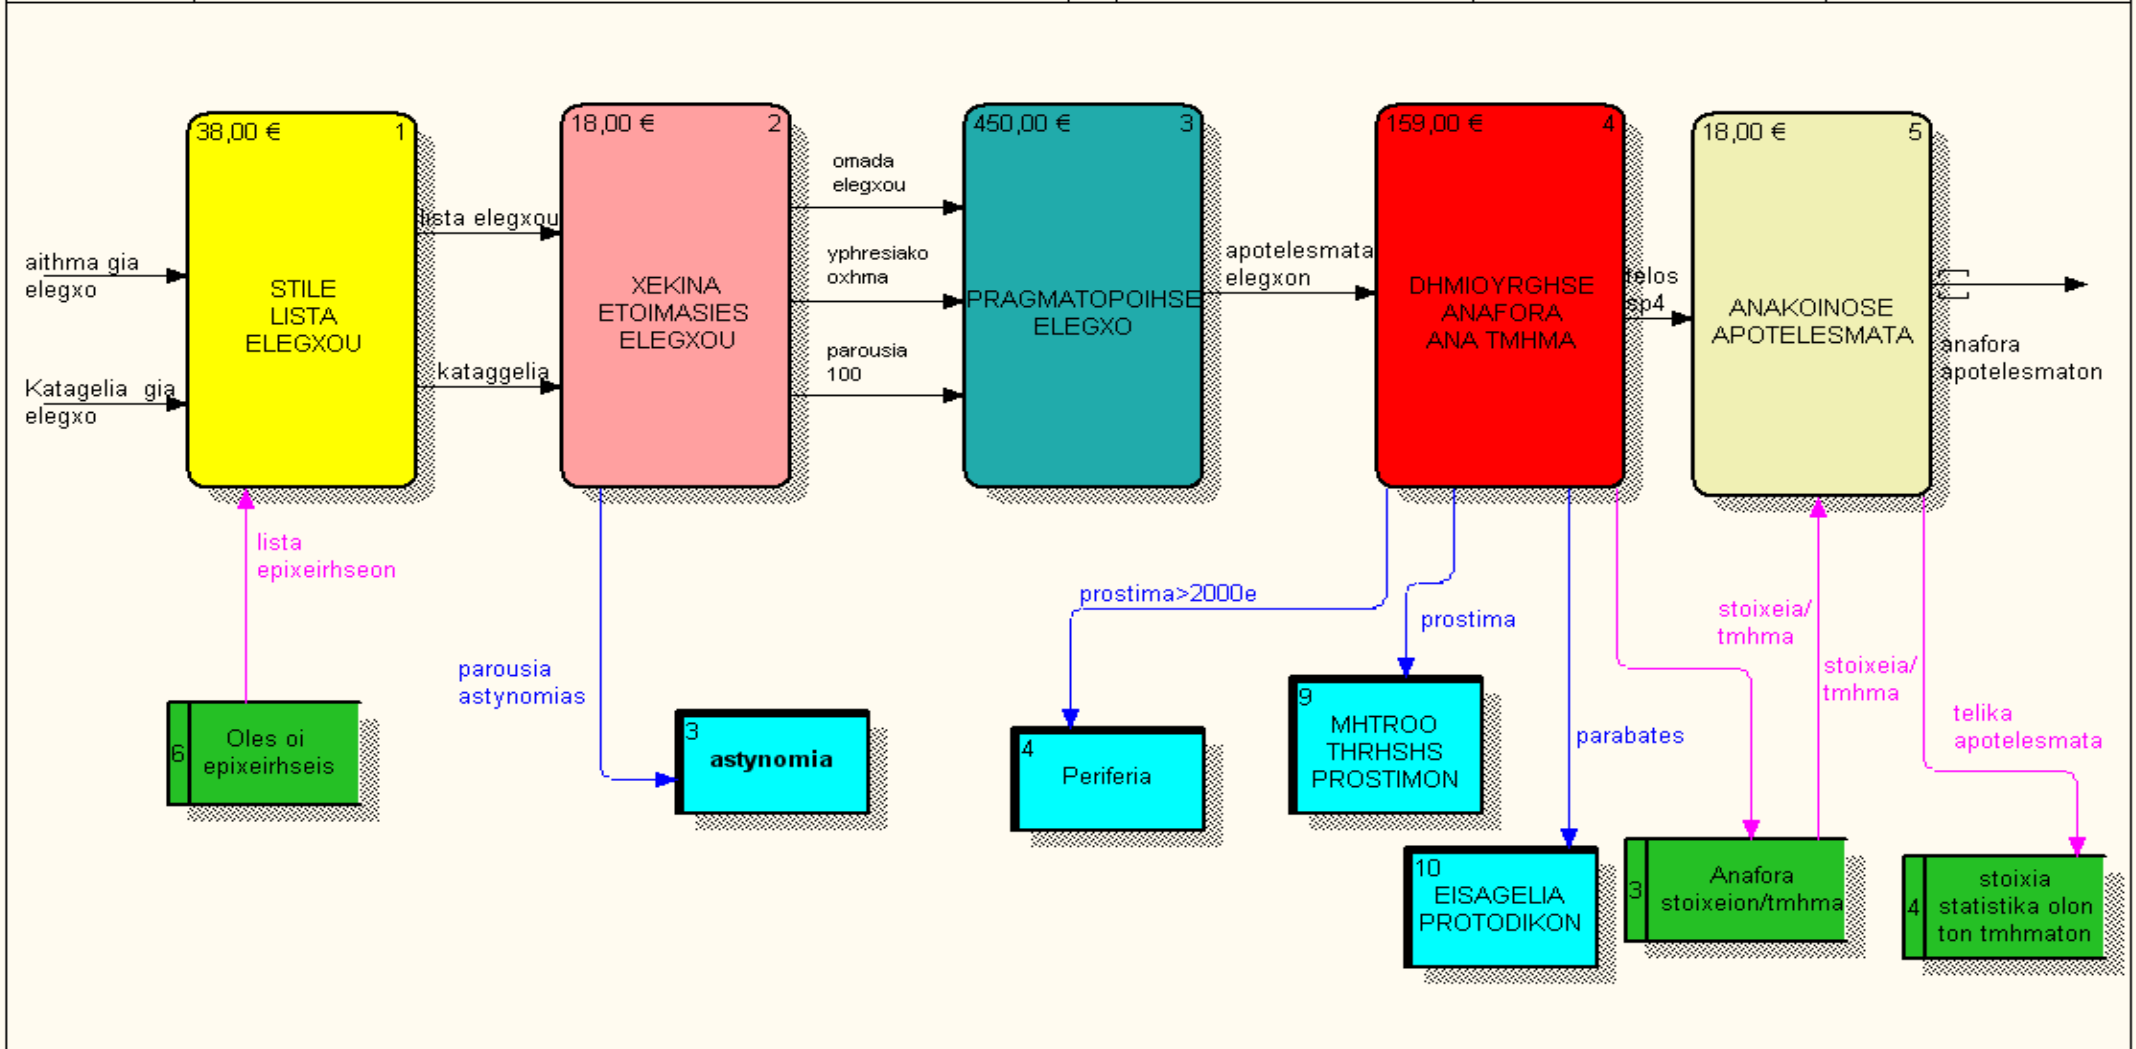 38,00 € 1
STILE
LISTA
ELEGXOU
18,00 € 2
XEKINA
ETOIMASIES
ELEGXOU
450,00 € 3
PRAGMATOPOIHSE
ELEGXO
159,00 € 4
DHMIOYRGHSE
ANAFORA
ANA TMHMA
18,00 € 5
ANAKOINOSE
APOTELESMATA
aithma gia
elegxo
Katagelia gia
elegxo
lista elegxou
kataggelia
omada
elegxou
yphresiako
oxhma
parousia
100
apotelesmata
elegxon
telos
sp4
anafora
apotelesmaton
lista
epixeirhseon
parousia
astynomias
prostima>2000e
prostima
parabates
stoixeia/
tmhma
stoixeia/
tmhma
telika
apotelesmata
6
Oles oi
epixeirhseis
3
astynomia
4
Periferia
9
MHTROO
THRHSHS
PROSTIMON
10
EISAGELIA
PROTODIKON
3
Anafora
stoixeion/tmhma
4
stoixia
statistika olon
ton tmhmaton